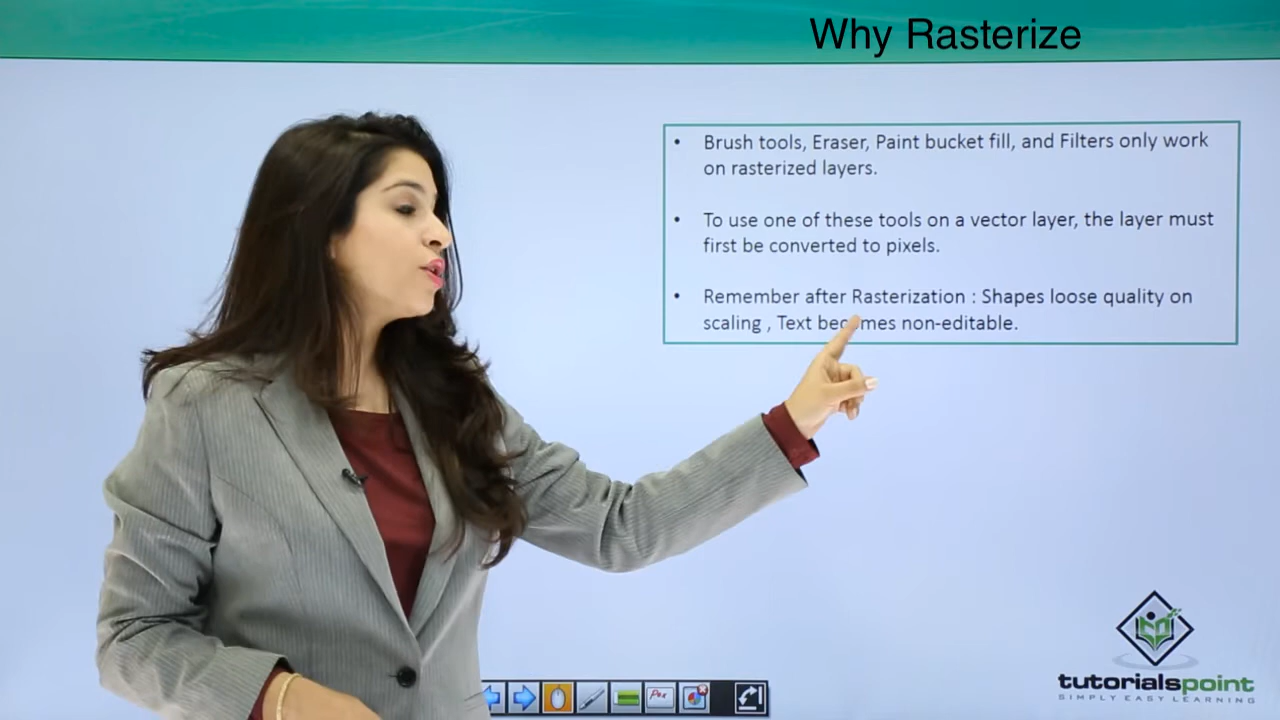 Why Rasterize
• Brush tools, Eraser, Paint bucket fill, and Filters only work
on rasterized layers.
• To use one of these tools on a vector layer, the layer must
first be converted to pixels.
• Remember after Rasterization : Shapes loose quality on
scaling , Text becomes non-editable.
Pen
tutorialspoint
SIMPLY EASY LEARNING